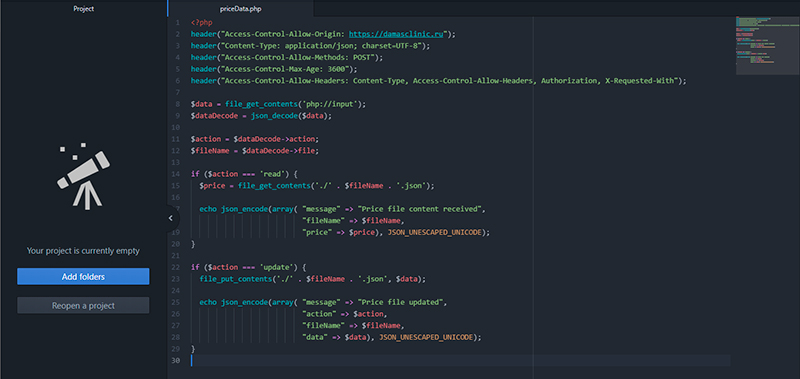 Project
priceData.php
Your project is currently empty
Add folders
Reopen a project
1 <?php
2 header("Access-Control-Allow-Origin: https://damasclinic.ru");
3 header("Content-Type: application/json; charset=UTF-8");
4 header("Access-Control-Allow-Methods: POST");
5 header("Access-Control-Max-Age: 3600");
6 header("Access-Control-Allow-Headers: Content-Type, Access-Control-Allow-Headers, Authorization, X-Requested-With");
7
8 $data = file_get_contents('php://input');
9 $dataDecode = json_decode($data);
10
11 $action = $dataDecode->action;
12 $fileName = $dataDecode->file;
13
14 if ($action === 'read') {
15 $price = file_get_contents('./' . $fileName . '.json');
16
17 echo json_encode(array( "message" => "Price file content received",
18 "fileName" => $fileName,
19 "price" => $price), JSON_UNESCAPED_UNICODE);
20 }
21
22 if ($action === 'update') {
23 file_put_contents('./' . $fileName . '.json', $data);
24
25 echo json_encode(array( "message" => "Price file updated",
26 "action" => $action,
27 "fileName" => $fileName,
28 "data" => $data), JSON_UNESCAPED_UNICODE);
29 }
30